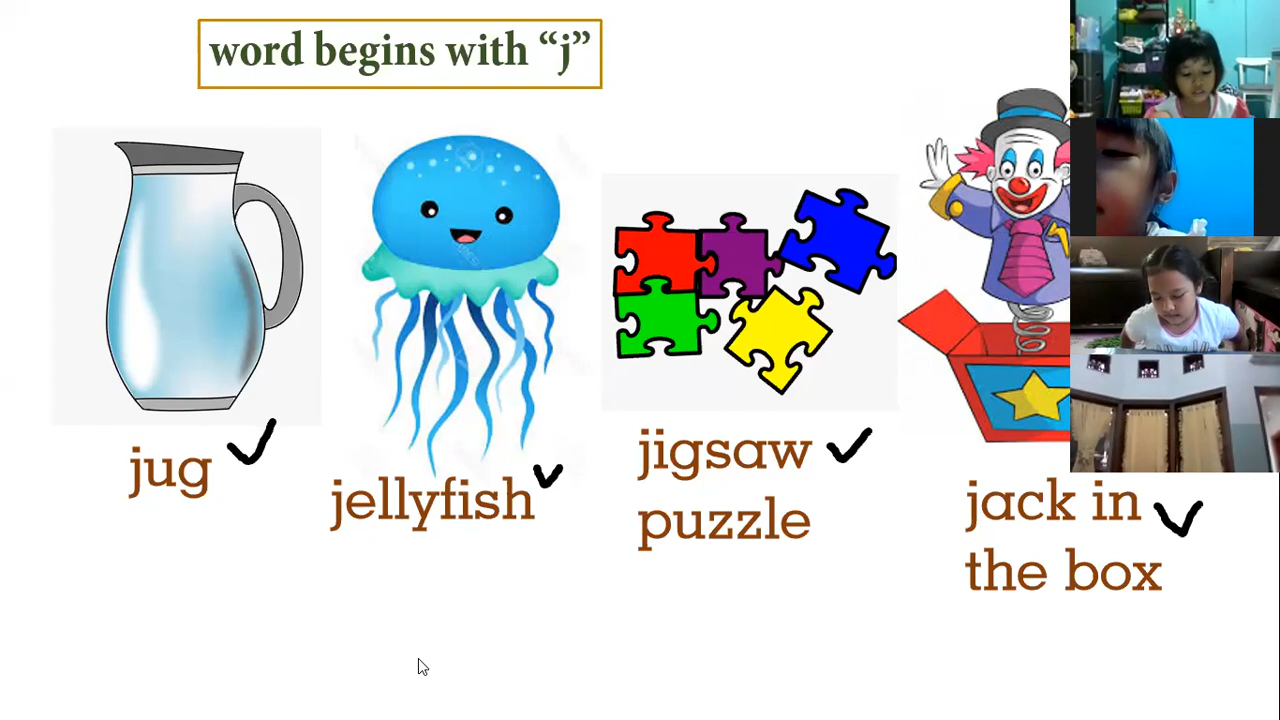 word begins with “j”
jug
jellyfish
jigsaw
puzzle
jack in
the box